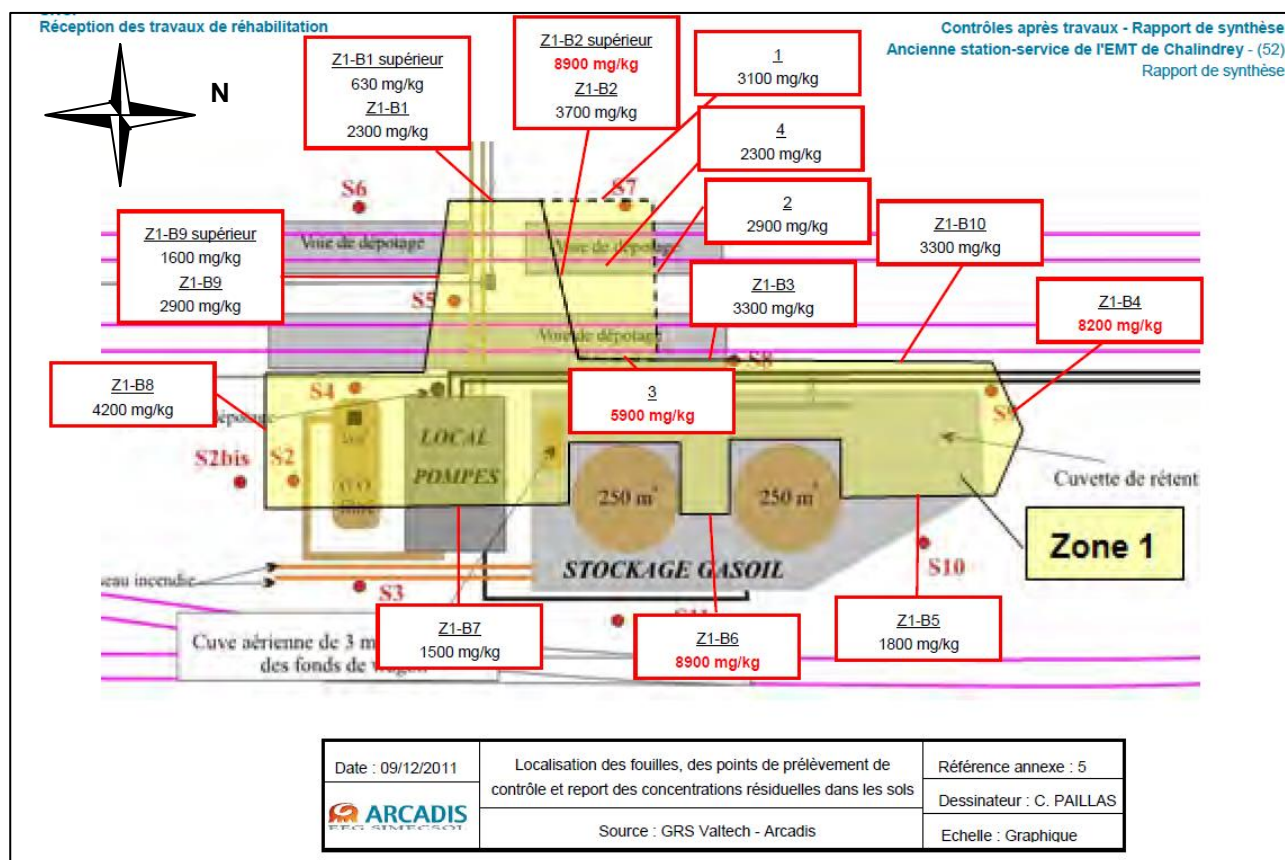 Réception des travaux de réhabilitation
Contrôles après travaux - Rapport de synthèse
Ancienne station-service de l'EMT de Chalindrey - (52)
Rapport de synthèse
N
Z1-B1 supérieur
630 mg/kg
Z1-B1
2300 mg/kg
Z1-B2 supérieur
8900 mg/kg
Z1-B2
3700 mg/kg
1
3100 mg/kg
4
2300 mg/kg
2
2900 mg/kg
Z1-B10
3300 mg/kg
Z1-B9 supérieur
1600 mg/kg
Z1-B9
2900 mg/kg
Z1-B3
3300 mg/kg
Z1-B4
8200 mg/kg
S6
S7
Voie de dépotage
Voie de dépotage
S5
Voie de dépotage
S8
Z1-B8
4200 mg/kg
3
5900 mg/kg
S4
S9
dépotage
LOCAL
POMPES
S2bis
S2
250 m³
250 m³
Cuvette de rétent
Zone 1
STOCKAGE GASOIL
S10
eau incendie
S3
Z1-B7
1500 mg/kg
Z1-B6
8900 mg/kg
Z1-B5
1800 mg/kg
Cuve aérienne de 3 m
des fonds de
Date : 09/12/2011
ARCADIS
EEG SIMECSOL
Localisation des fouilles, des points de prélèvement de
contrôle et report des concentrations résiduelles dans les sols
Source : GRS Valtech - Arcadis
Référence annexe : 5
Dessinateur : C. PAILLAS
Echelle : Graphique